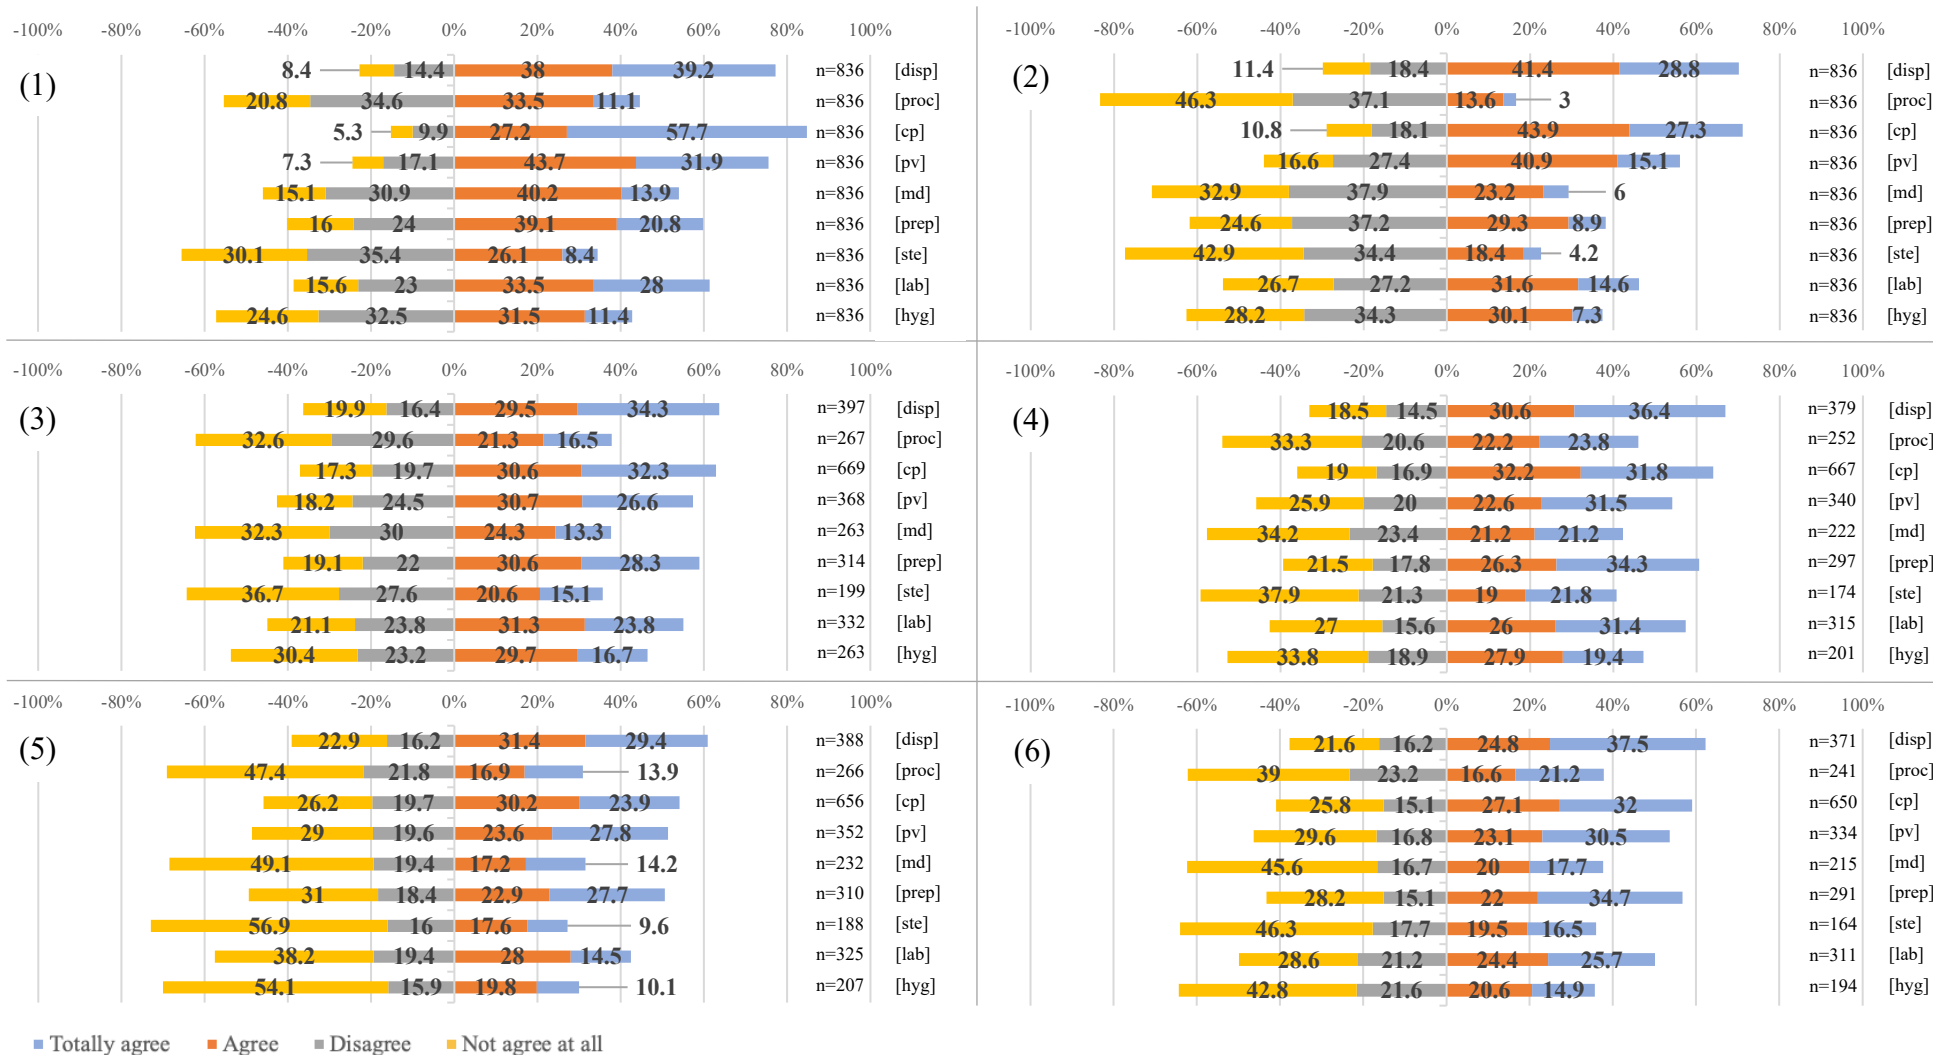 -100% -80% -60% -40% -20% 0% 20% 40% 60% 80% 100%
(1)
8.4 14.4 38 39.2 n=836 [disp]
20.8 34.6 33.5 11.1 n=836 [proc]
5.3 9.9 27.2 57.7 n=836 [cp]
7.3 17.1 43.7 31.9 n=836 [pv]
15.1 30.9 40.2 13.9 n=836 [md]
16 24 39.1 20.8 n=836 [prep]
30.1 35.4 26.1 8.4 n=836 [ste]
15.6 23 33.5 28 n=836 [lab]
24.6 32.5 31.5 11.4 n=836 [hyg]
-100% -80% -60% -40% -20% 0% 20% 40% 60% 80% 100%
(2)
11.4 18.4 41.4 28.8 n=836 [disp]
46.3 37.1 13.6 3 n=836 [proc]
10.8 18.1 43.9 27.3 n=836 [cp]
16.6 27.4 40.9 15.1 n=836 [pv]
32.9 37.9 23.2 6 n=836 [md]
24.6 37.2 29.3 8.9 n=836 [prep]
42.9 34.4 18.4 4.2 n=836 [ste]
26.7 27.2 31.6 14.6 n=836 [lab]
28.2 34.3 30.1 7.3 n=836 [hyg]
-100% -80% -60% -40% -20% 0% 20% 40% 60% 80% 100%
(3)
19.9 16.4 29.5 34.3 n=397 [disp]
32.6 29.6 21.3 16.5 n=267 [proc]
17.3 19.7 30.6 32.3 n=669 [cp]
18.2 24.5 30.7 26.6 n=368 [pv]
32.3 30 24.3 13.3 n=263 [md]
19.1 22 30.6 28.3 n=314 [prep]
36.7 27.6 20.6 15.1 n=199 [ste]
21.1 23.8 31.3 23.8 n=332 [lab]
30.4 23.2 29.7 16.7 n=263 [hyg]
-100% -80% -60% -40% -20% 0% 20% 40% 60% 80% 100%
(4)
18.5 14.5 30.6 36.4 n=379 [disp]
33.3 20.6 22.2 23.8 n=252 [proc]
19 16.9 32.2 31.8 n=667 [cp]
25.9 20 22.6 31.5 n=340 [pv]
34.2 23.4 21.2 21.2 n=222 [md]
21.5 17.8 26.3 34.3 n=297 [prep]
37.9 21.3 19 21.8 n=174 [ste]
27 15.6 26 31.4 n=315 [lab]
33.8 18.9 27.9 19.4 n=201 [hyg]
-100% -80% -60% -40% -20% 0% 20% 40% 60% 80% 100%
(5)
22.9 16.2 31.4 29.4 n=388 [disp]
47.4 21.8 16.9 13.9 n=266 [proc]
26.2 19.7 30.2 23.9 n=656 [cp]
29 19.6 23.6 27.8 n=352 [pv]
49.1 19.4 17.2 14.2 n=232 [md]
31 18.4 22.9 27.7 n=310 [prep]
56.9 16 17.6 9.6 n=188 [ste]
38.2 19.4 28 14.5 n=325 [lab]
54.1 15.9 19.8 10.1 n=207 [hyg]
-100% -80% -60% -40% -20% 0% 20% 40% 60% 80% 100%
(6)
21.6 16.2 24.8 37.5 n=371 [disp]
39 23.2 16.6 21.2 n=241 [proc]
25.8 15.1 27.1 32 n=650 [cp]
29.6 16.8 23.1 30.5 n=334 [pv]
45.6 16.7 20 17.7 n=215 [md]
28.2 15.1 22 34.7 n=291 [prep]
46.3 17.7 19.5 16.5 n=164 [ste]
28.6 21.2 24.4 25.7 n=311 [lab]
42.8 21.6 20.6 14.9 n=194 [hyg]
Totally agree Agree Disagree Not agree at all